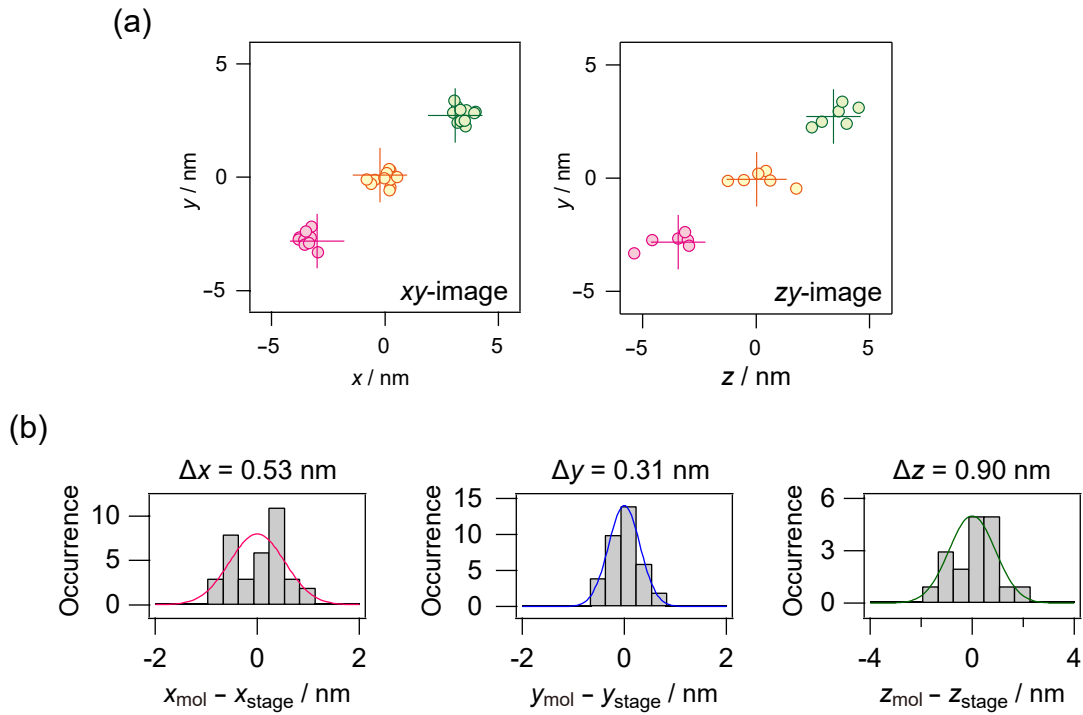 (a)
5
0
−5
y / nm
xy-image
−5
0
5
x / nm
5
0
−5
y / nm
zy-image
−5
0
5
z / nm
(b)
Δx = 0.53 nm
10
5
0
Occurrence
−2
0
2
xmol − xstage / nm
Δy = 0.31 nm
15
10
5
0
Occurrence
−2
0
2
ymol − ystage / nm
Δz = 0.90 nm
6
3
0
Occurrence
−4
0
4
zmol − zstage / nm